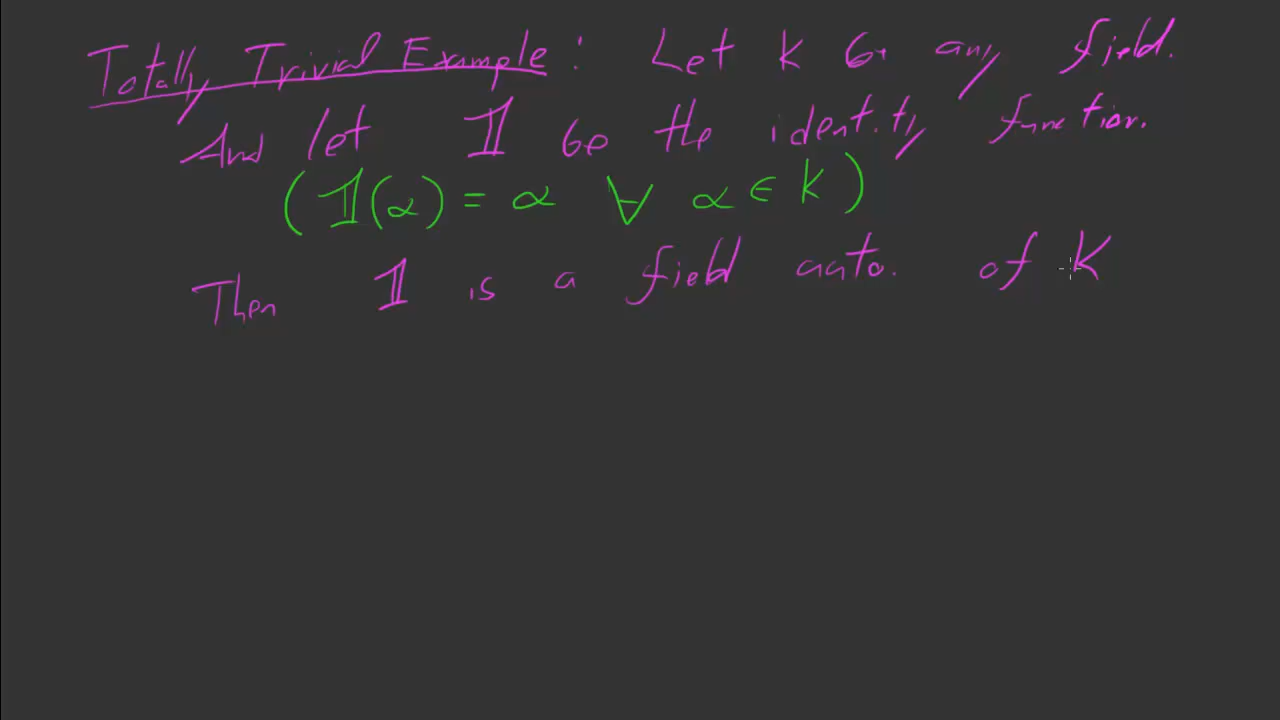 Totally Trivial Example: Let K be any field.
And let 𝟙 be the identity function.
(𝟙(α) = α ∀ α ∈ K)
Then 𝟙 is a field auto. of K